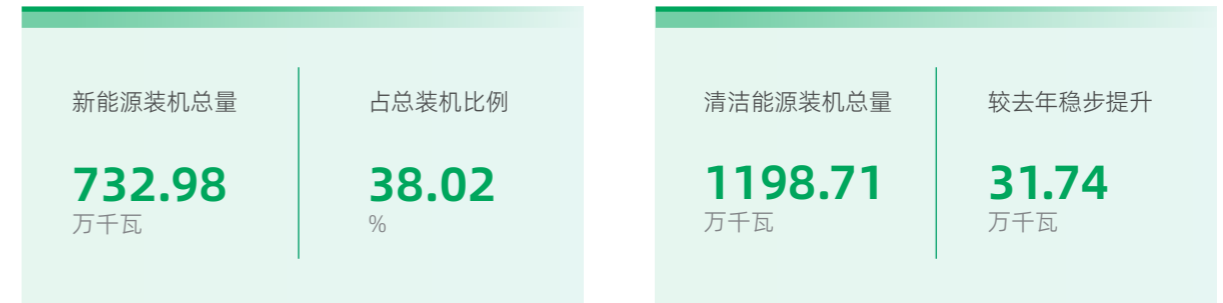 新能源装机总量
732.98
万千瓦
占总装机比例
38.02
%
清洁能源装机总量
1198.71
万千瓦
较去年稳步提升
31.74
万千瓦